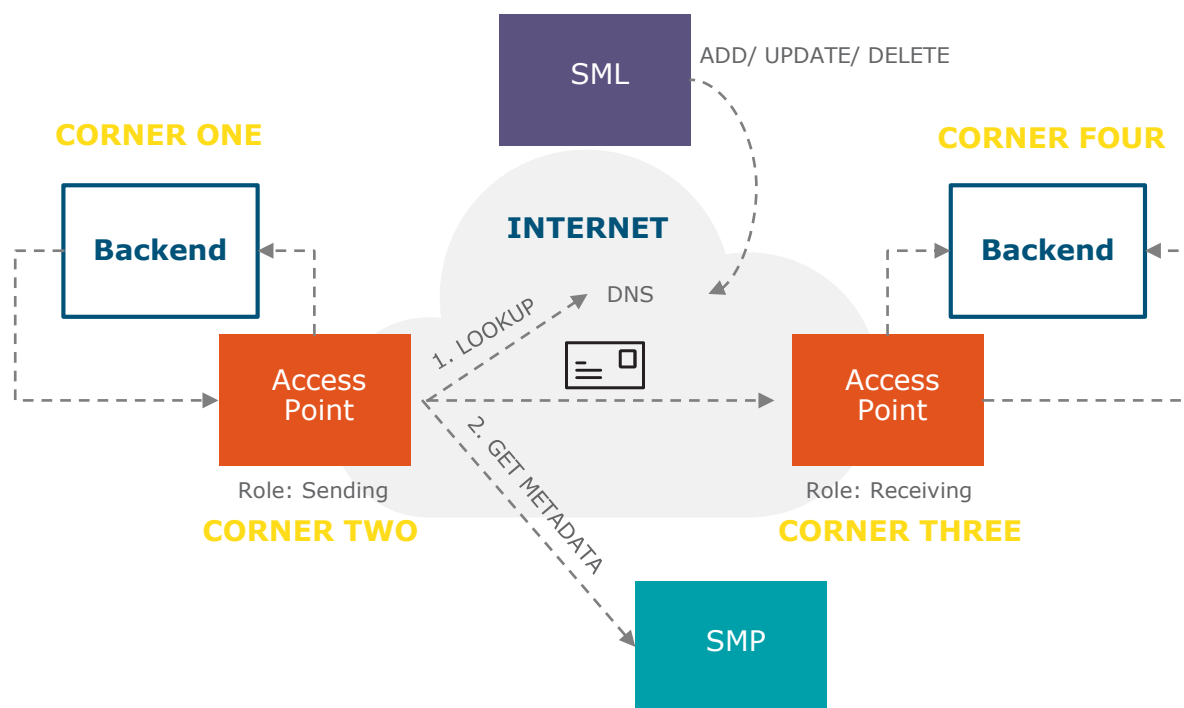 SML
ADD/ UPDATE/ DELETE
CORNER ONE
CORNER FOUR
Backend
INTERNET
Backend
DNS
1. LOOKUP
Access
Point
Access
Point
2. GET METADATA
Role: Sending
Role: Receiving
CORNER TWO
CORNER THREE
SMP